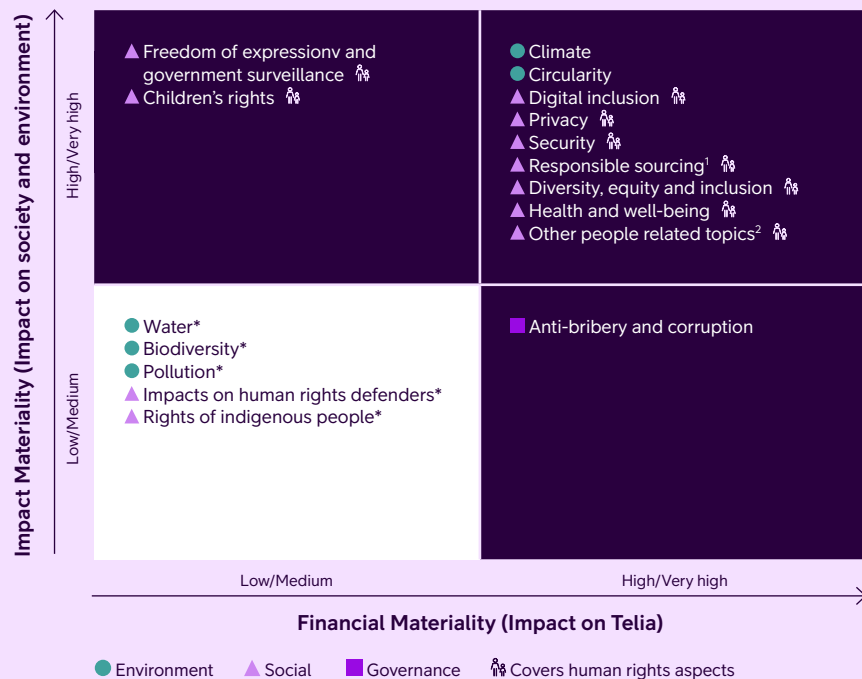 Impact Materiality (Impact on society and environment)
High/Very high
Low/Medium
Freedom of expressionv and
government surveillance
Children's rights
Climate
Circularity
Digital inclusion
Privacy
Security
Responsible sourcing¹
Diversity, equity and inclusion
Health and well-being
Other people related topics²
Water*
Biodiversity*
Pollution*
Impacts on human rights defenders*
Rights of indigenous people*
Anti-bribery and corruption
Low/Medium
High/Very high
Financial Materiality (Impact on Telia)
Environment
Social
Governance
Covers human rights aspects